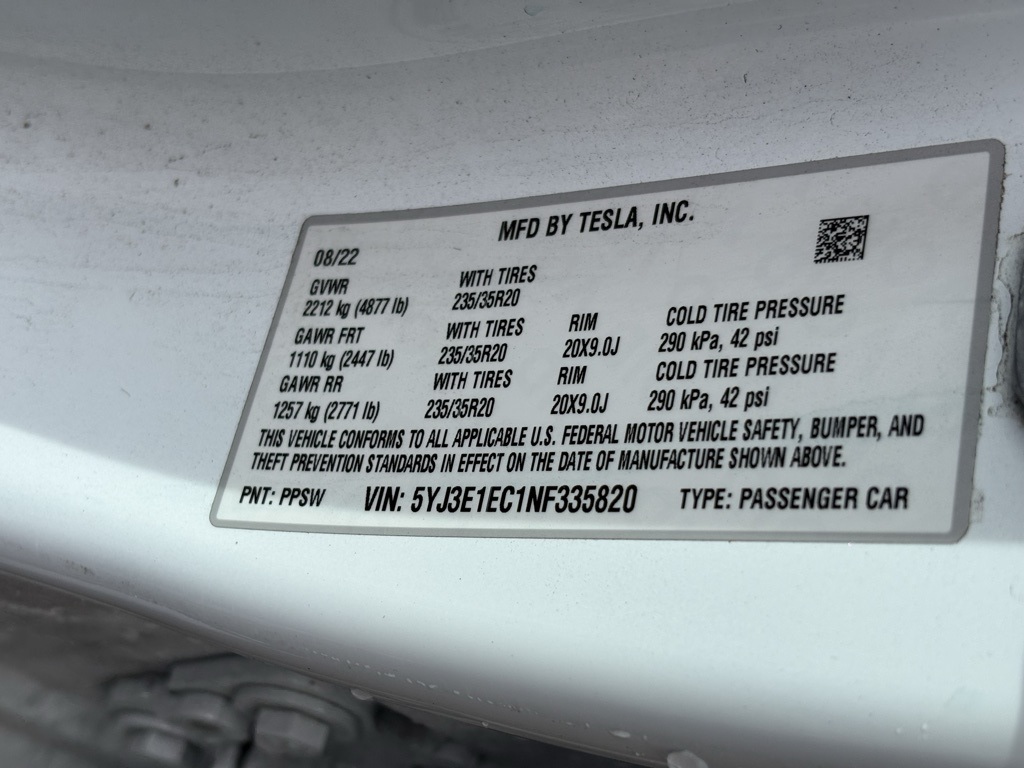 MFD BY TESLA, INC.
08/22
GVWR WITH TIRES
2212 kg (4877 lb) 235/35R20
GAWR FRT WITH TIRES RIM COLD TIRE PRESSURE
1110 kg (2447 lb) 235/35R20 20X9.0J 290 kPa, 42 psi
GAWR RR WITH TIRES RIM COLD TIRE PRESSURE
1257 kg (2771 lb) 235/35R20 20X9.0J 290 kPa, 42 psi
THIS VEHICLE CONFORMS TO ALL APPLICABLE U.S. FEDERAL MOTOR VEHICLE SAFETY, BUMPER, AND
THEFT PREVENTION STANDARDS IN EFFECT ON THE DATE OF MANUFACTURE SHOWN ABOVE.
PNT: PPSW VIN: 5YJ3E1EC1NF335820 TYPE: PASSENGER CAR